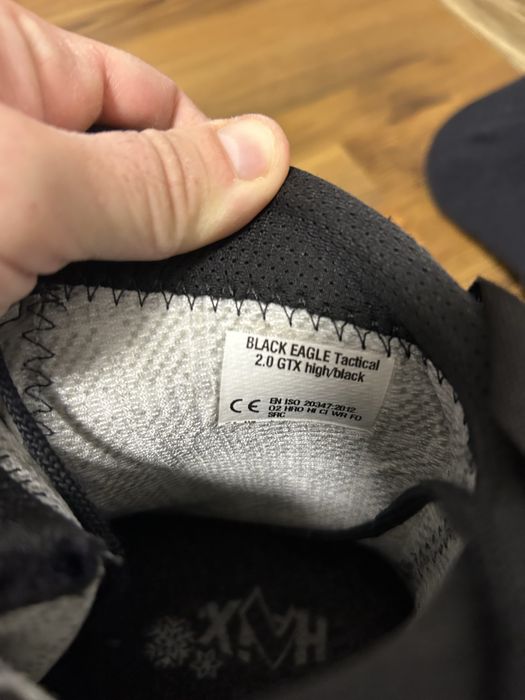 BLACK EAGLE Tactical
2.0 GTX high/black
CE EN ISO 20347:2012
O2 HRO HI CI WR FO
SRC
HAIX